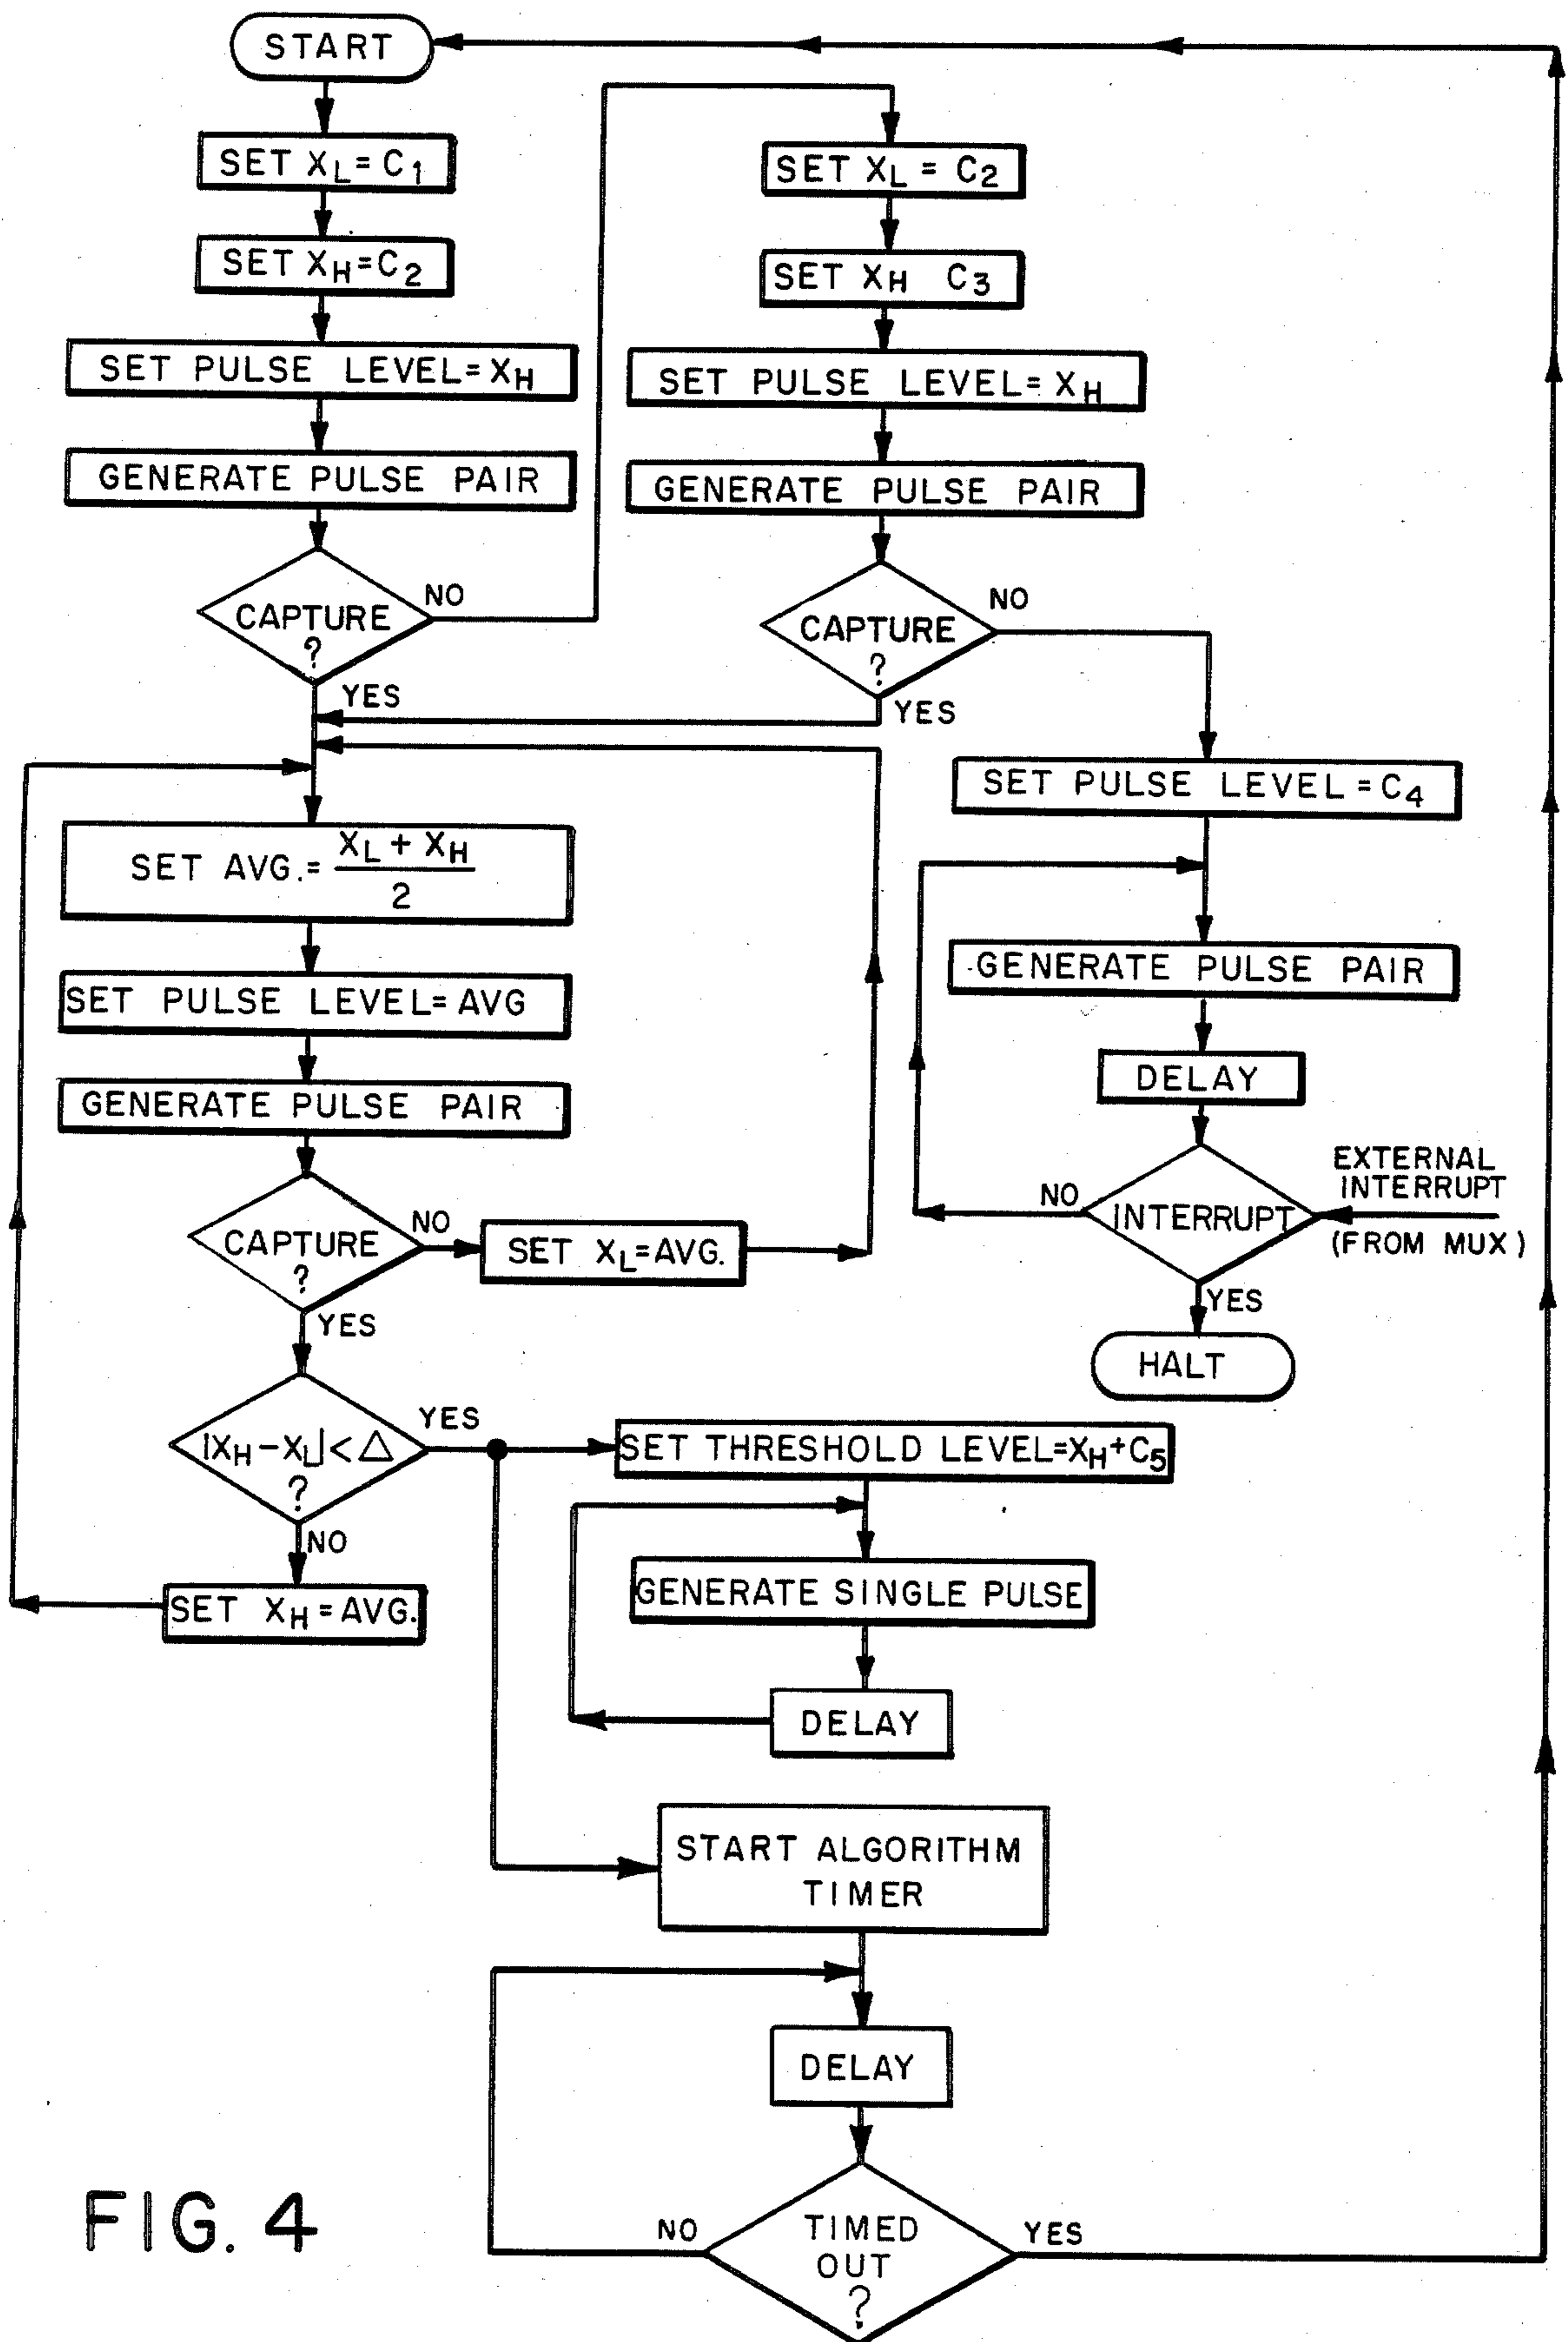 START
SET XL = C1
SET XH = C2
SET PULSE LEVEL = XH
GENERATE PULSE PAIR
CAPTURE
?
NO
YES
SET XL = C2
SET XH C3
SET PULSE LEVEL = XH
GENERATE PULSE PAIR
CAPTURE
?
NO
YES
SET PULSE LEVEL = C4
GENERATE PULSE PAIR
DELAY
INTERRUPT
NO
EXTERNAL
INTERRUPT
(FROM MUX)
YES
HALT
SET AVG. = XL + XH
2
SET PULSE LEVEL = AVG
GENERATE PULSE PAIR
CAPTURE
?
NO
SET XL = AVG.
YES
|XH - XL| < Δ
?
YES
NO
SET XH = AVG.
SET THRESHOLD LEVEL = XH + C5
GENERATE SINGLE PULSE
DELAY
START ALGORITHM
TIMER
DELAY
TIMED
OUT
?
NO
YES
FIG. 4